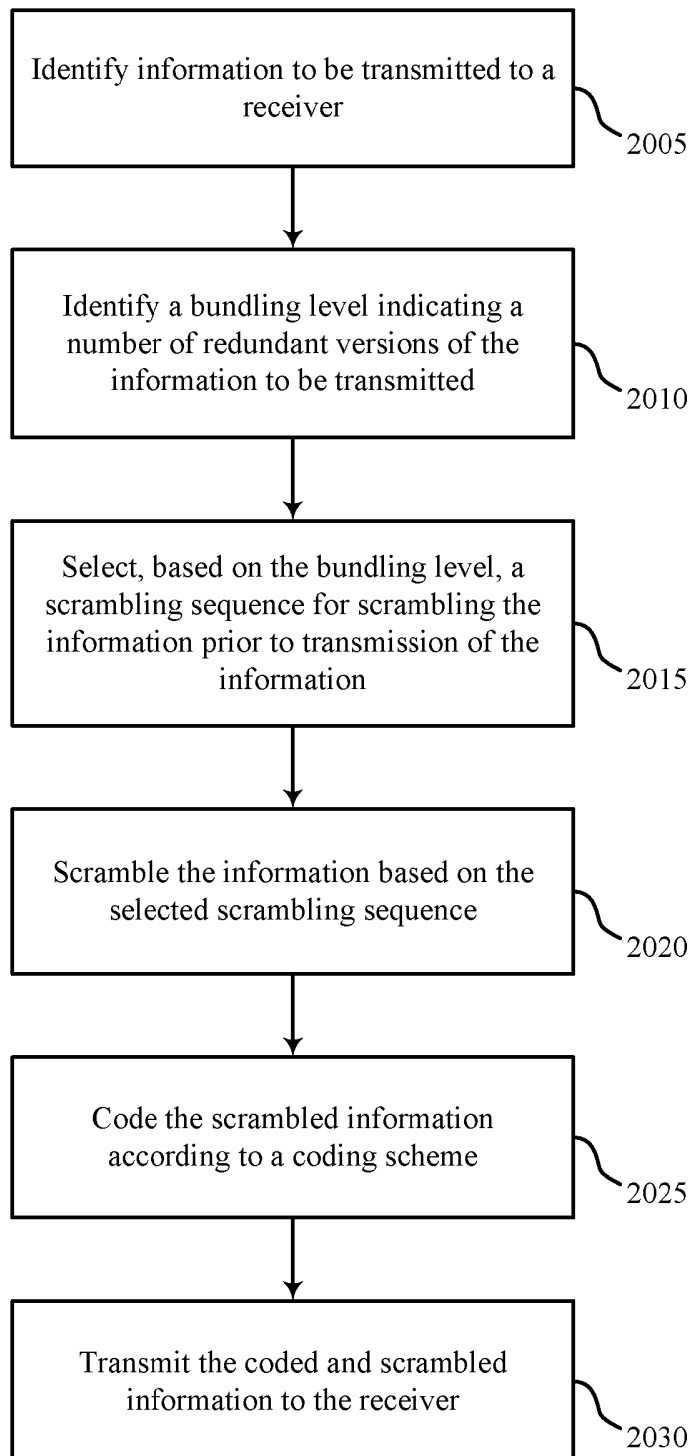 Identify information to be transmitted to a
receiver
2005
Identify a bundling level indicating a
number of redundant versions of the
information to be transmitted
2010
Select, based on the bundling level, a
scrambling sequence for scrambling the
information prior to transmission of the
information
2015
Scramble the information based on the
selected scrambling sequence
2020
Code the scrambled information
according to a coding scheme
2025
Transmit the coded and scrambled
information to the receiver
2030